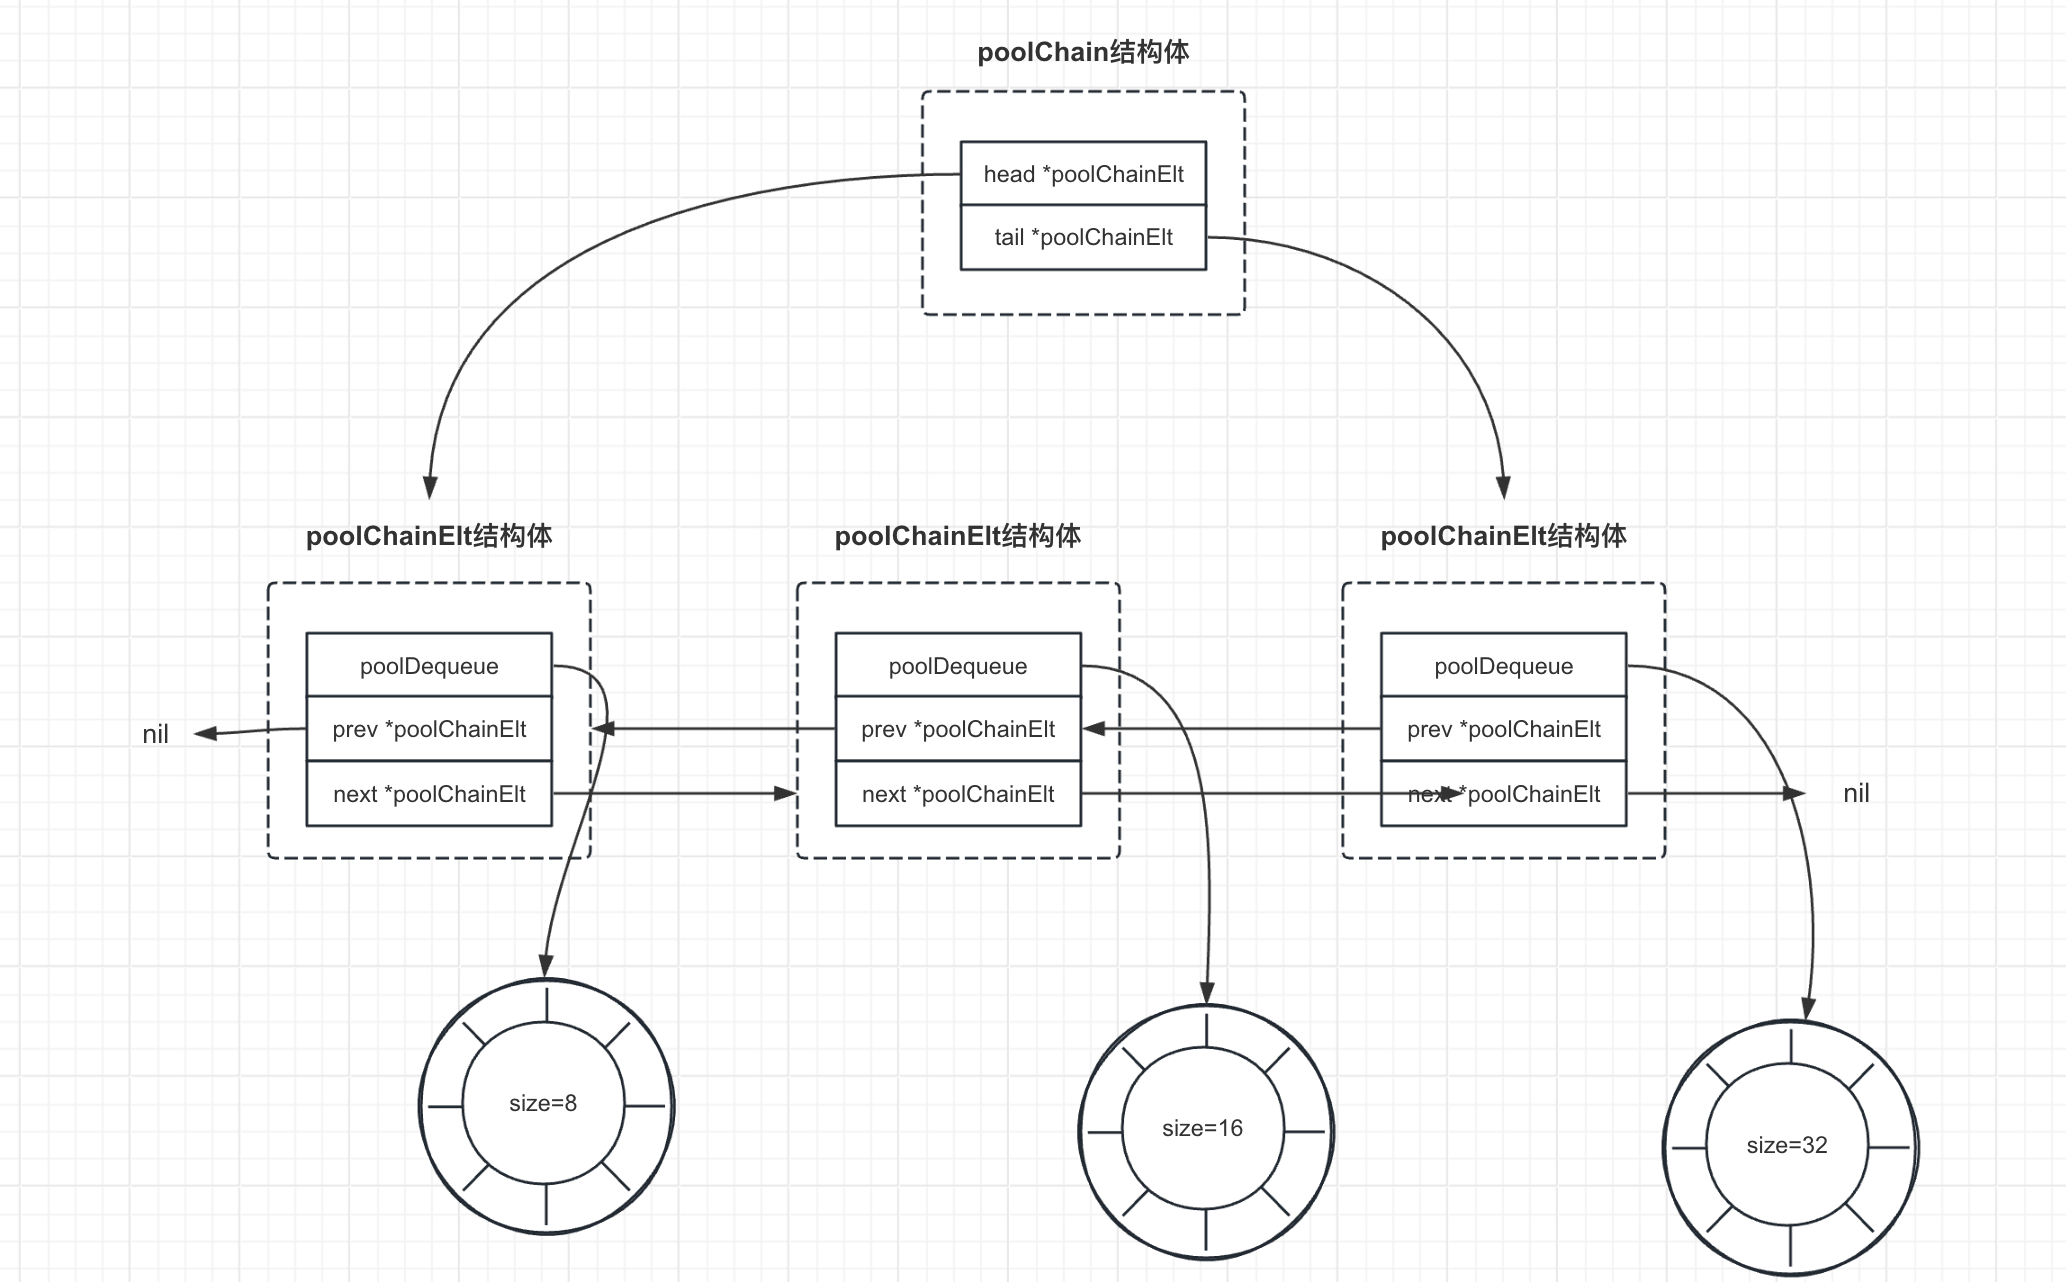 poolChain结构体
head *poolChainElt
tail *poolChainElt
poolChainElt结构体
poolChainElt结构体
poolChainElt结构体
poolDequeue
poolDequeue
poolDequeue
nil
prev *poolChainElt
prev *poolChainElt
prev *poolChainElt
next *poolChainElt
next *poolChainElt
next *poolChainElt
nil
size=8
size=16
size=32